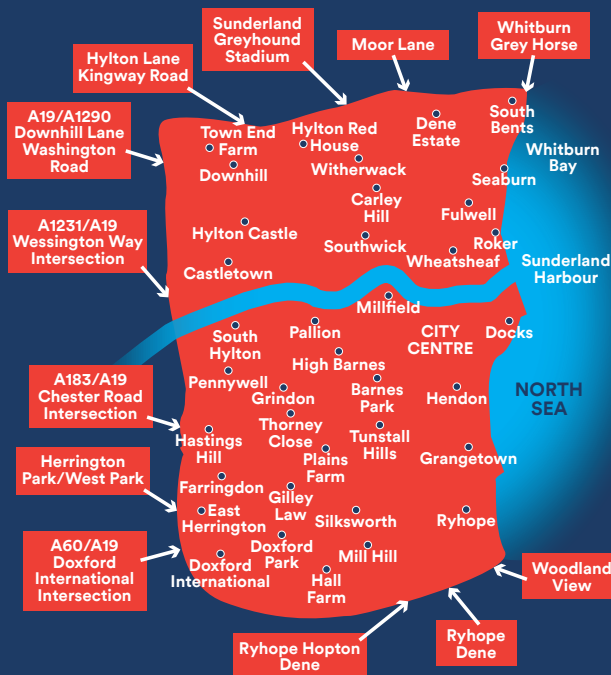 Sunderland
Greyhound
Stadium
Whitburn
Grey Horse
Moor Lane
Hylton Lane
Kingway Road
A19/A1290
Downhill Lane
Washington
Road
Town End
Farm
Hylton Red
House
Dene
Estate
South
Bents
Whitburn
Bay
Downhill
Witherwack
Seaburn
Carley
Hill
Fulwell
A1231/A19
Wessington Way
Intersection
Hylton Castle
Southwick
Roker
Wheatsheaf
Sunderland
Harbour
Castletown
Millfield
South
Hylton
Pallion
CITY
CENTRE
Docks
High Barnes
A183/A19
Chester Road
Intersection
Pennywell
Grindon
Barnes
Park
Hendon
NORTH
SEA
Hastings
Hill
Thorney
Close
Tunstall
Hills
Plains
Farm
Grangetown
Herrington
Park/West Park
Farringdon
Gilley
Law
East
Herrington
Silksworth
Ryhope
A60/A19
Doxford
International
Intersection
Doxford
International
Doxford
Park
Mill Hill
Hall
Farm
Woodland
View
Ryhope Hopton
Dene
Ryhope
Dene